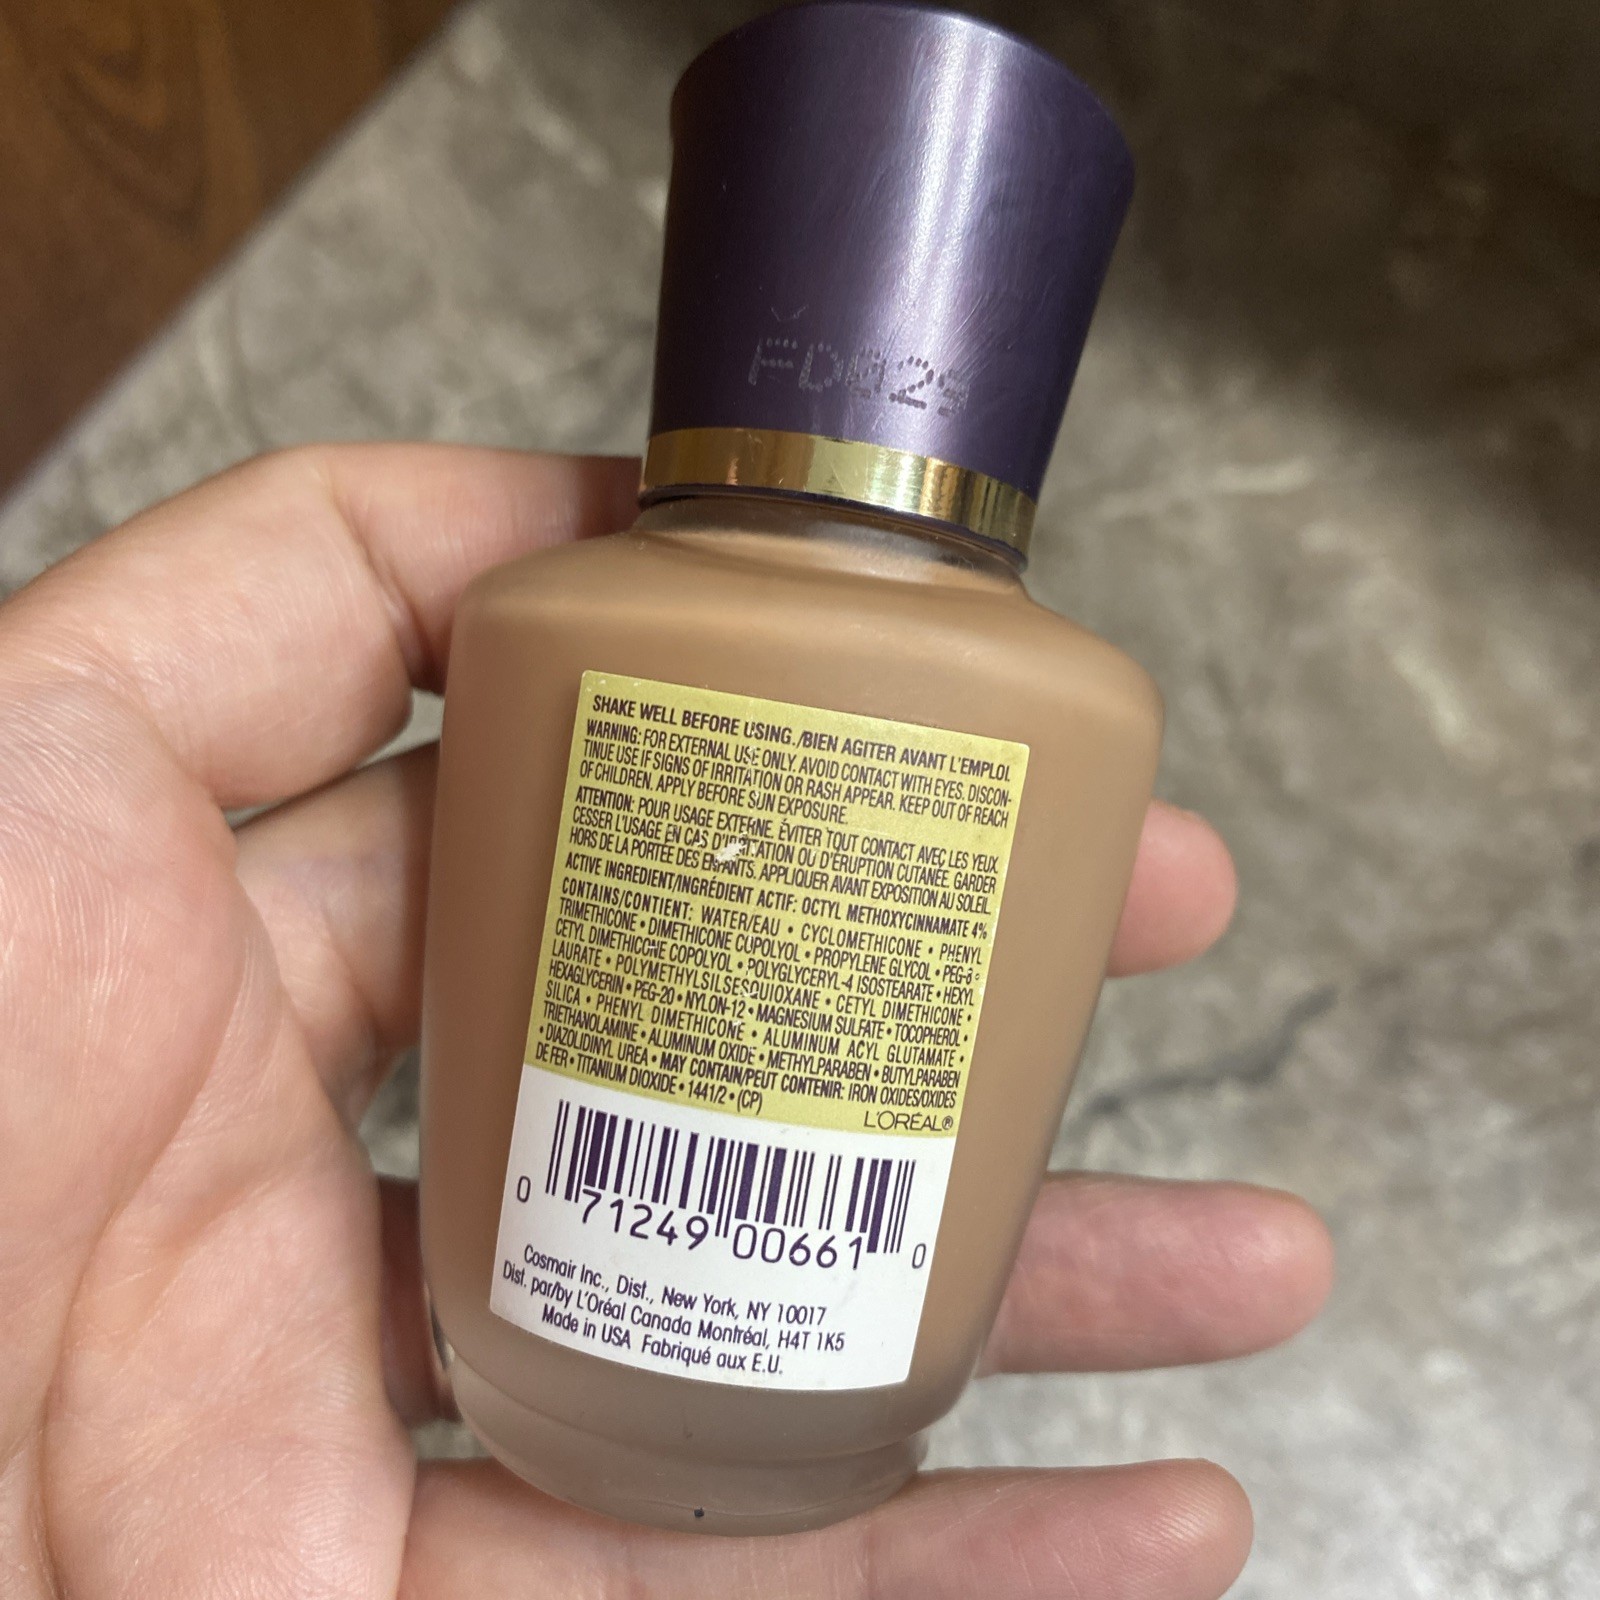 SHAKE WELL BEFORE USING./BIEN AGITER AVANT L'EMPLOI.
WARNING: FOR EXTERNAL USE ONLY. AVOID CONTACT WITH EYES. DISCON-
TINUE USE IF SIGNS OF IRRITATION OR RASH APPEAR. KEEP OUT OF REACH
OF CHILDREN. APPLY BEFORE SUN EXPOSURE.
ATTENTION: POUR USAGE EXTERNE. ÉVITER TOUT CONTACT AVEC LES YEUX.
CESSER L'USAGE EN CAS D'IRRITATION OU D'ÉRUPTION CUTANÉE. GARDER
HORS DE LA PORTÉE DES ENFANTS. APPLIQUER AVANT EXPOSITION AU SOLEIL.
ACTIVE INGREDIENT/INGRÉDIENT ACTIF: OCTYL METHOXYCINNAMATE 4%
CONTAINS/CONTIENT: WATER/EAU • CYCLOMETHICONE • PHENYL
TRIMETHICONE • DIMETHICONE CUPOLYOL • PROPYLENE GLYCOL • PEG-8 •
CETYL DIMETHICONE COPOLYOL • POLYGLYCERYL-4 ISOSTEARATE • HEXYL
LAURATE • POLYMETHYLSILSESQUIOXANE • CETYL DIMETHICONE •
HEXAGLYCERIN • PEG-20 • NYLON-12 • MAGNESIUM SULFATE • TOCOPHEROL •
SILICA • PHENYL DIMETHICONE • ALUMINUM ACYL GLUTAMATE •
TRIETHANOLAMINE • ALUMINUM OXIDE • METHYLPARABEN • BUTYLPARABEN
• DIAZOLIDINYL UREA • MAY CONTAIN/PEUT CONTENIR: IRON OXIDES/OXIDES
DE FER • TITANIUM DIOXIDE • 1441/2 • (CP)
L'ORÉAL®
0 71249 00661 0
Cosmair Inc., Dist., New York, NY 10017
Dist. par/by L'Oréal Canada Montréal, H4T 1K5
Made in USA Fabriqué aux E.U.